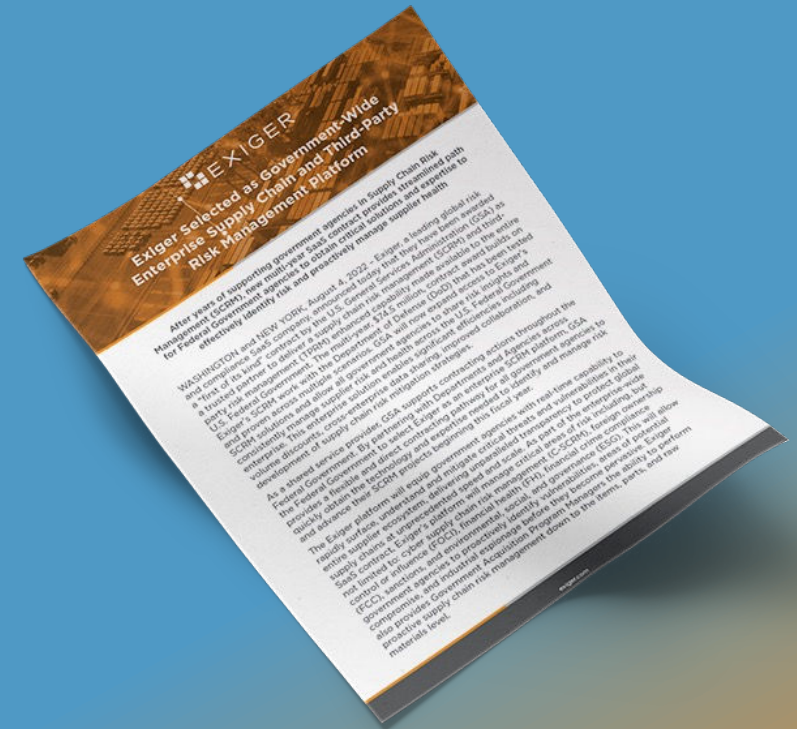 EXIGER
Exiger Selected as Government-Wide
Enterprise Supply Chain and Third-Party
Risk Management Platform
After years of supporting government agencies in Supply Chain Risk
Management (SCRM), new multi-year SaaS contract provides streamlined path
for Federal Government agencies to obtain critical solutions and expertise to
effectively identify risk and proactively manage supplier health
WASHINGTON and NEW YORK, August 4, 2022 – Exiger, a leading global risk
and compliance SaaS company, announced today that they have been awarded
a “first of its kind” contract by the U.S. General Services Administration (GSA) as
a trusted partner to deliver a supply chain risk management (SCRM) and third-
party risk management (TPRM) enhanced capability made available to the entire
U.S. Federal Government. The multi-year, $74.5 million, contract award builds on
Exiger’s SCRM work with the Department of Defense (DoD) that has been tested
and proven across multiple scenarios. GSA will now expand access to Exiger’s
SCRM solutions and allow all government agencies to share risk insights and
consistently manage supplier risk and health across the U.S. Federal Government
enterprise. This enterprise solution enables significant efficiencies including
volume discounts, cross enterprise data sharing, improved collaboration, and
development of supply chain risk mitigation strategies.
As a shared service provider, GSA supports contracting actions throughout the
Federal Government. By partnering with Departments and Agencies across
the Federal Government to select Exiger as an enterprise SCRM platform, GSA
provides a flexible and direct contracting pathway for all government agencies to
quickly obtain the technology and expertise needed to identify and manage risk
and advance their SCRM projects beginning this fiscal year.
The Exiger platform will equip government agencies with real-time capability to
rapidly surface, understand and mitigate critical threats and vulnerabilities in their
entire supplier ecosystem, delivering unparalleled transparency to protect global
supply chains at unprecedented speed and scale. As part of the enterprise-wide
SaaS contract, Exiger’s platform will manage critical areas of risk including, but
not limited to: cyber supply chain risk management (C-SCRM), foreign ownership
control or influence (FOCI), financial health (FH), financial crime compliance
(FCC), sanctions, and environmental, social, and governance (ESG). This will allow
government agencies to proactively identify vulnerabilities, areas of potential
compromise, and industrial espionage before they become pervasive. Exiger
also provides Government Acquisition Program Managers the ability to perform
proactive supply chain risk management down to the items, parts, and raw
materials level.
exiger.com